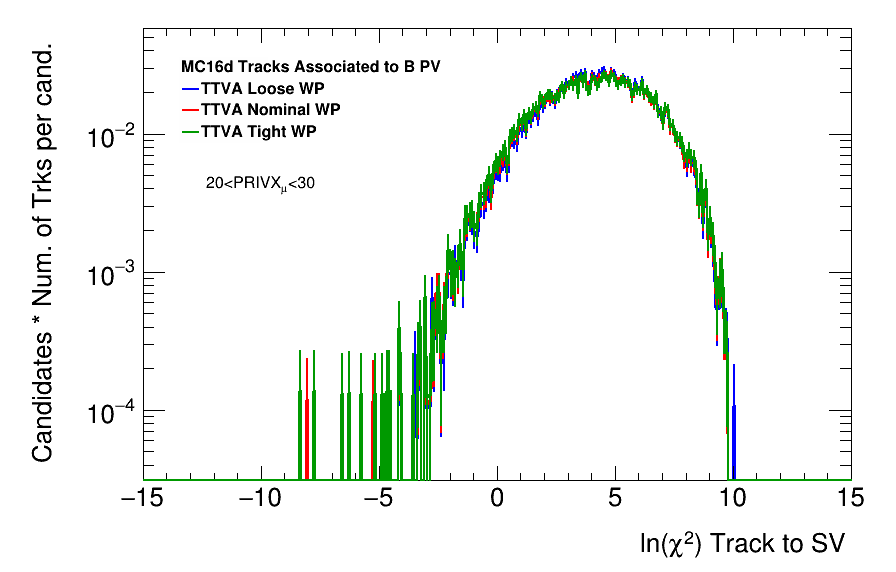 Candidates * Num. of Trks per cand.
MC16d Tracks Associated to B PV
TTVA Loose WP
TTVA Nominal WP
TTVA Tight WP
20<PRIVXμ<30
10−2
10−3
10−4
−15 −10 −5 0 5 10 15
ln(χ2) Track to SV